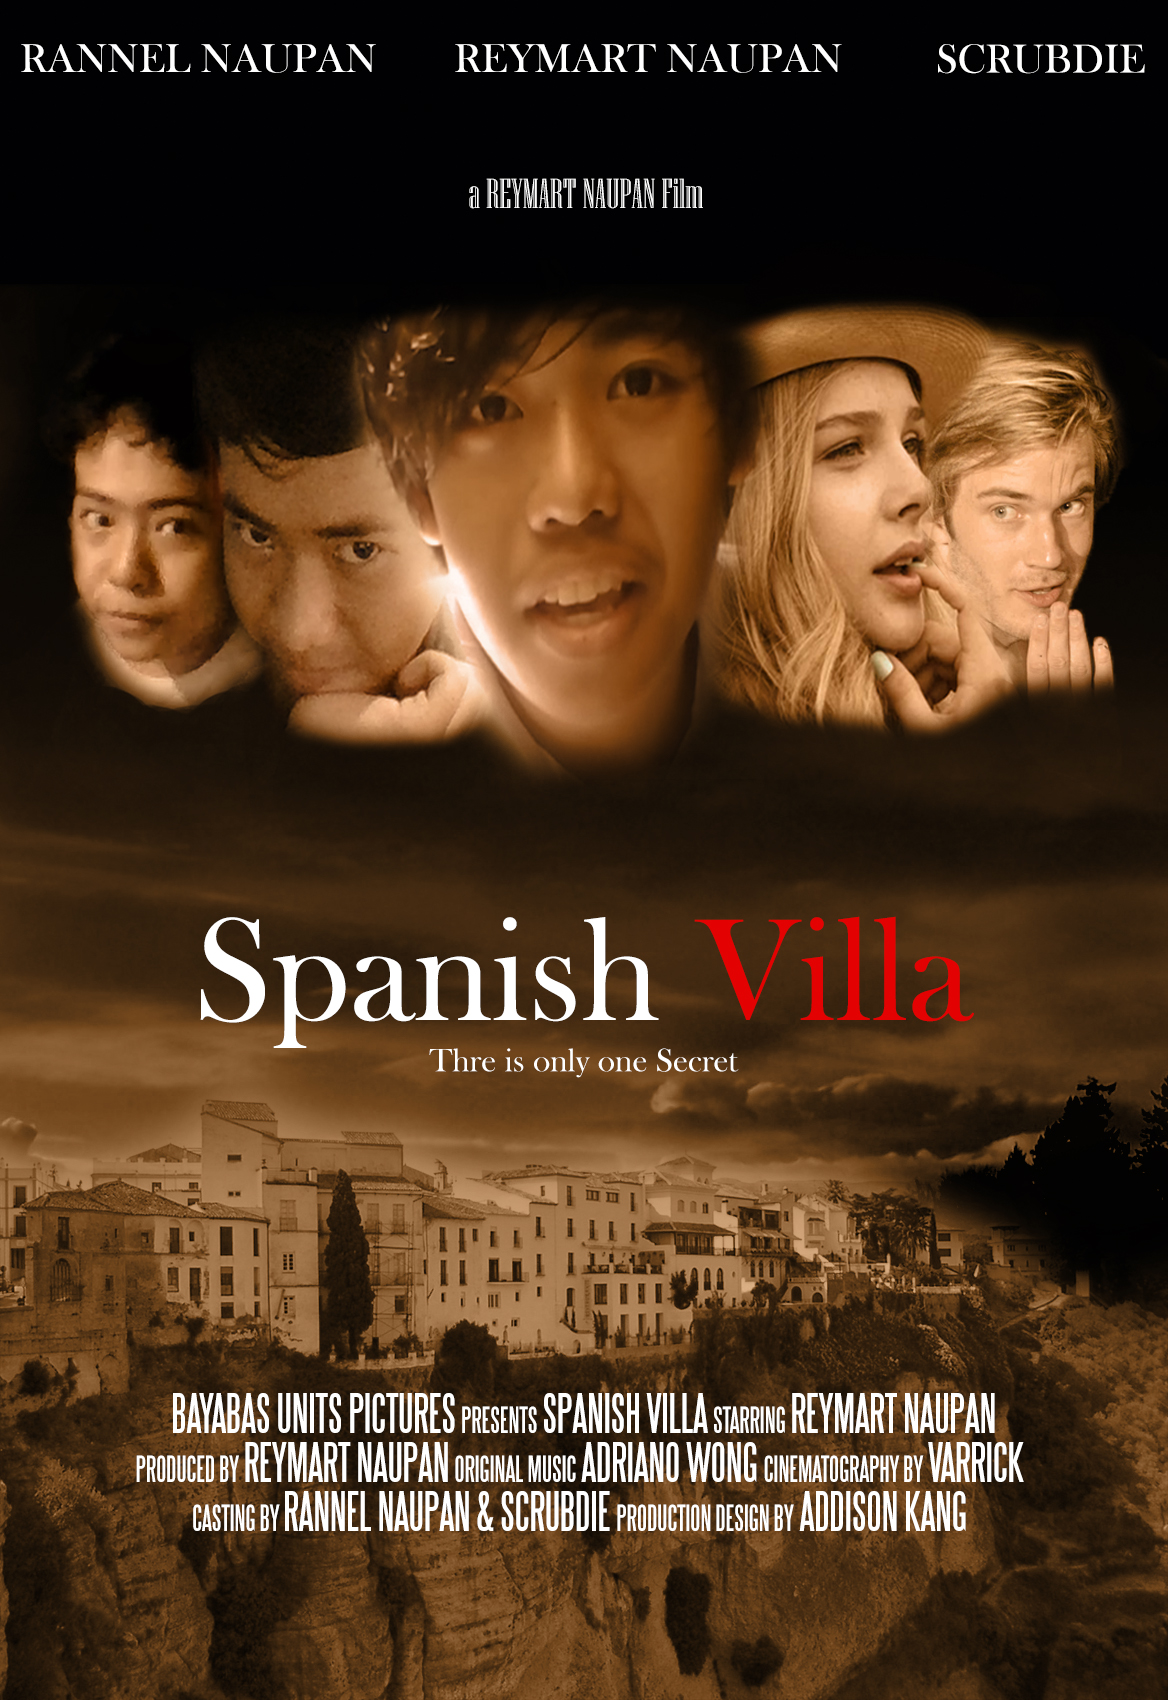 RANNEL NAUPAN REYMART NAUPAN SCRUBDIE
a REYMART NAUPAN Film
Spanish Villa
Thre is only one Secret
BAYABAS UNITS PICTURES PRESENTS SPANISH VILLA STARRING REYMART NAUPAN
PRODUCED BY REYMART NAUPAN ORIGINAL MUSIC ADRIANO WONG CINEMATOGRAPHY BY VARRICK
CASTING BY RANNEL NAUPAN & SCRUBDIE PRODUCTION DESIGN BY ADDISON KANG